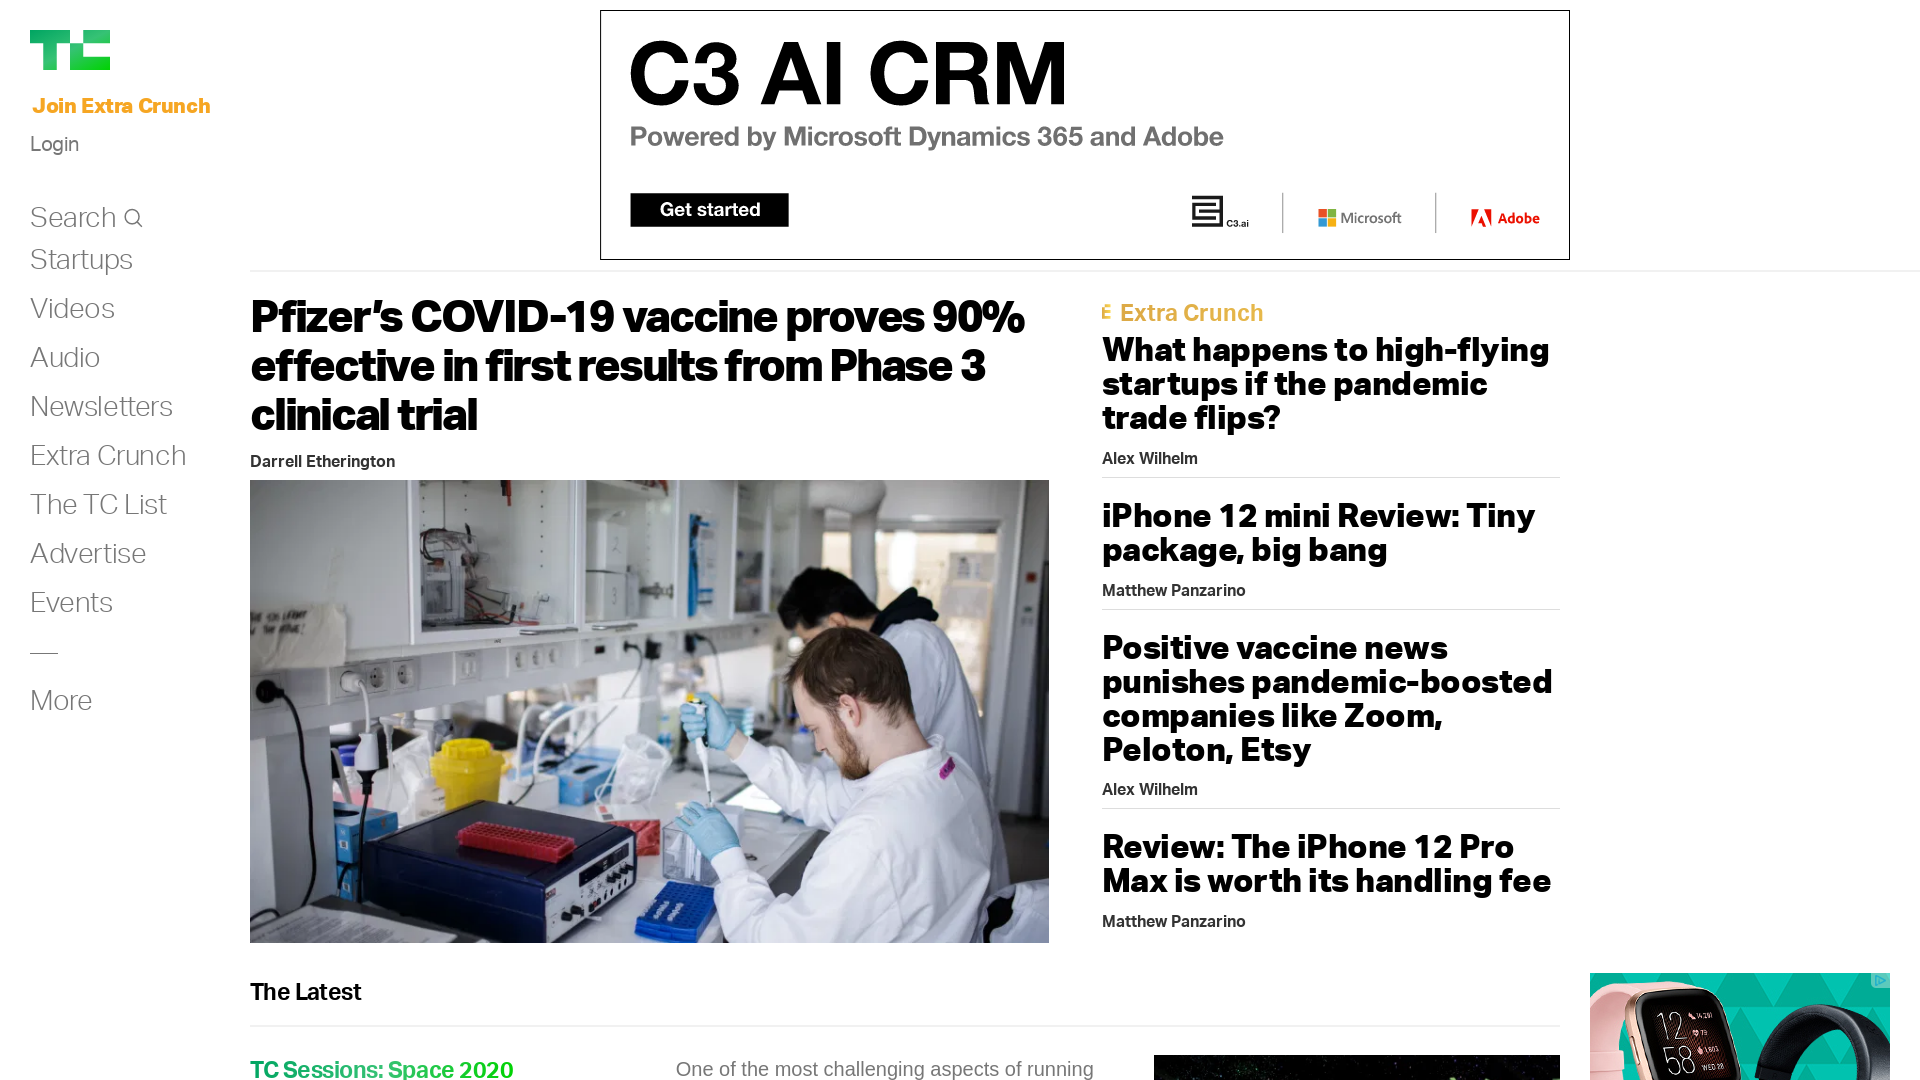 TC
Join Extra Crunch
Login
Search
Startups
Videos
Audio
Newsletters
Extra Crunch
The TC List
Advertise
Events
—
More
C3 AI CRM
Powered by Microsoft Dynamics 365 and Adobe
Get started
C3.ai
Microsoft
Adobe
Pfizer’s COVID-19 vaccine proves 90%
effective in first results from Phase 3
clinical trial
Darrell Etherington
Extra Crunch
What happens to high-flying
startups if the pandemic
trade flips?
Alex Wilhelm
iPhone 12 mini Review: Tiny
package, big bang
Matthew Panzarino
Positive vaccine news
punishes pandemic-boosted
companies like Zoom,
Peloton, Etsy
Alex Wilhelm
Review: The iPhone 12 Pro
Max is worth its handling fee
Matthew Panzarino
The Latest
TC Sessions: Space 2020
One of the most challenging aspects of running
12
58
WED 28